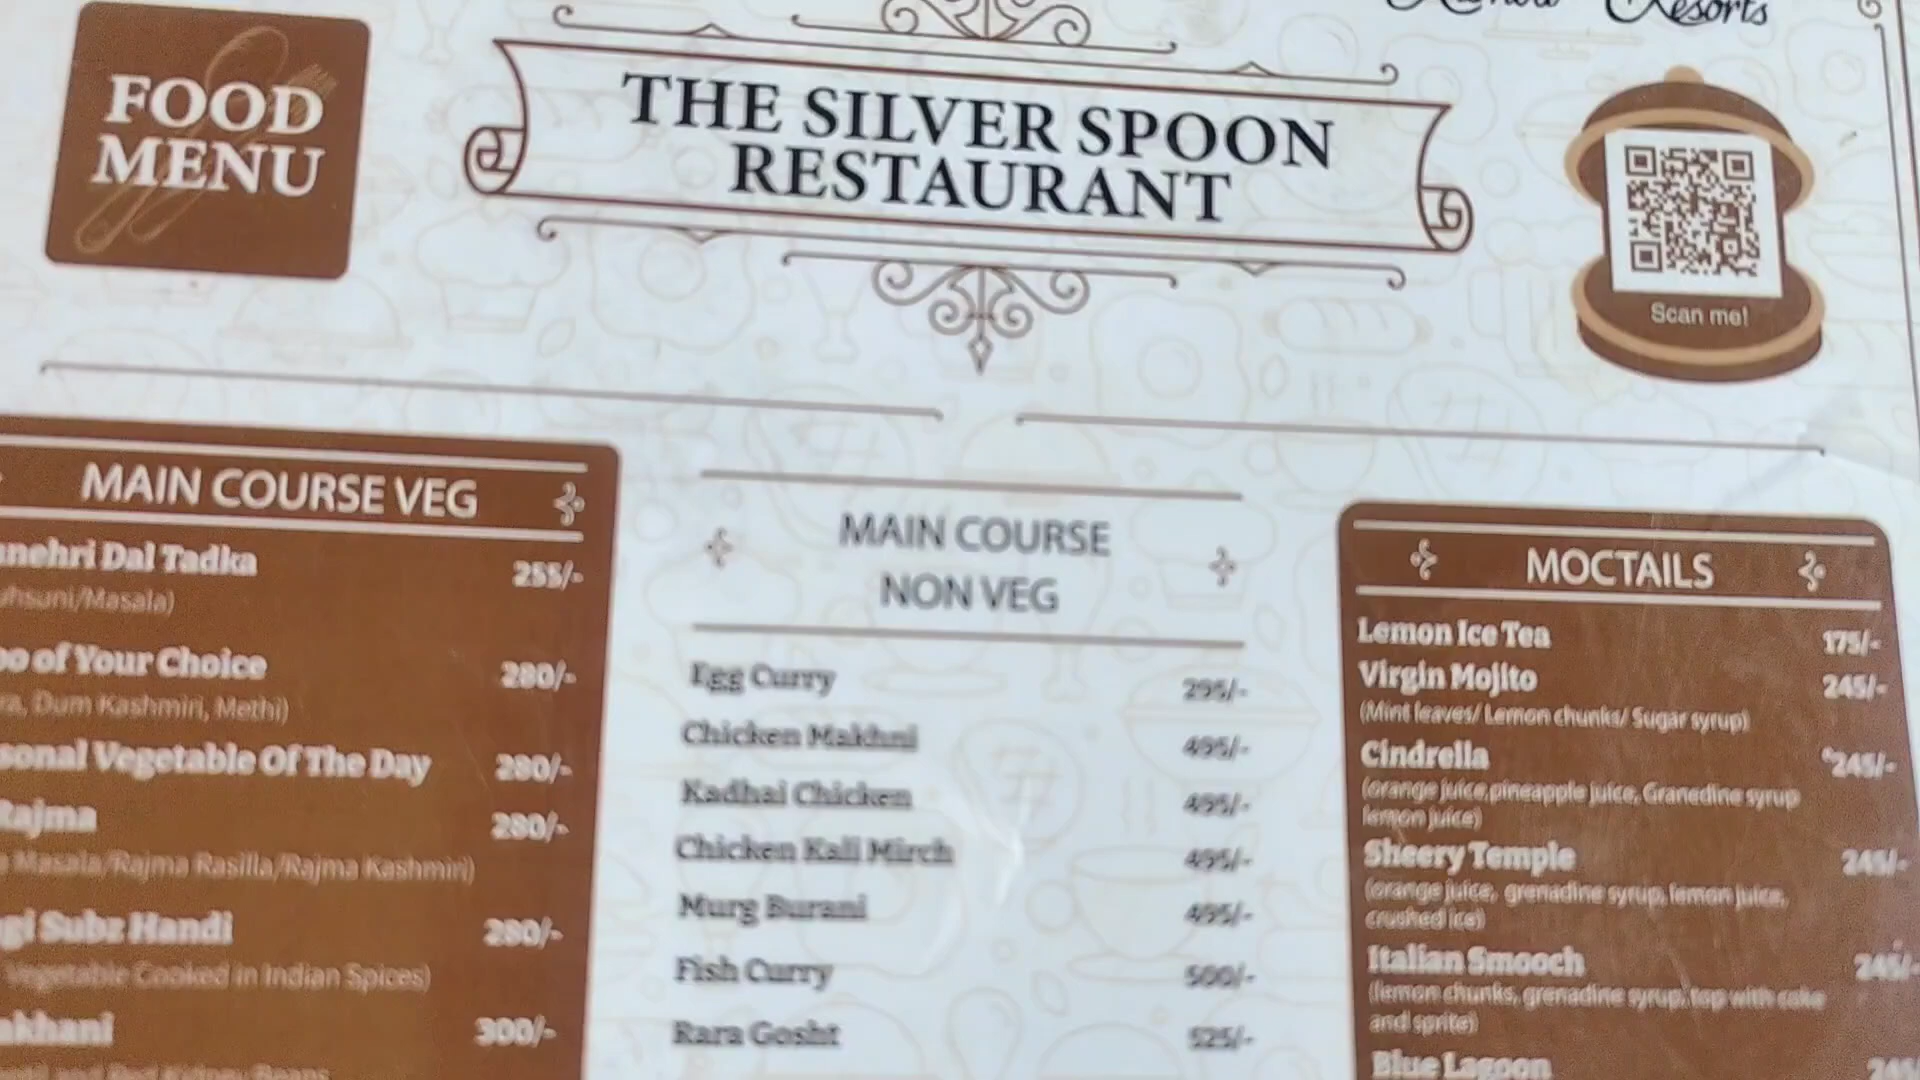 Resorts
FOOD
MENU
THE SILVER SPOON
RESTAURANT
Scan me!
MAIN COURSE VEG
Dal Tadka 255/-
of Your Choice 280/-
Dum Kashmiri, Methi)
Vegetable Of The Day 280/-
Rajma 280/-
Masala/Rajma Rasilla/Rajma Kashmiri)
Subz Handi 280/-
Vegetable Cooked in Indian Spices)
300/-
and Red Kidney Beans
MAIN COURSE
NON VEG
Egg Curry 295/-
Chicken Makhni 495/-
Kadhai Chicken 495/-
Chicken Kali Mirch 495/-
Murg Burani 495/-
Fish Curry 500/-
Rara Gosht 525/-
MOCTAILS
Lemon Ice Tea 175/-
Virgin Mojito 245/-
(Mint leaves/ Lemon chunks/ Sugar syrup)
Cindrella 245/-
(orange juice,pineapple juice, Granedine syrup
lemon juice)
Sheery Temple 245/-
(orange juice, grenadine syrup, lemon juice,
crushed ice)
Italian Smooch 245/-
(lemon chunks, grenadine syrup, top with coke
and sprite)
Blue Lagoon